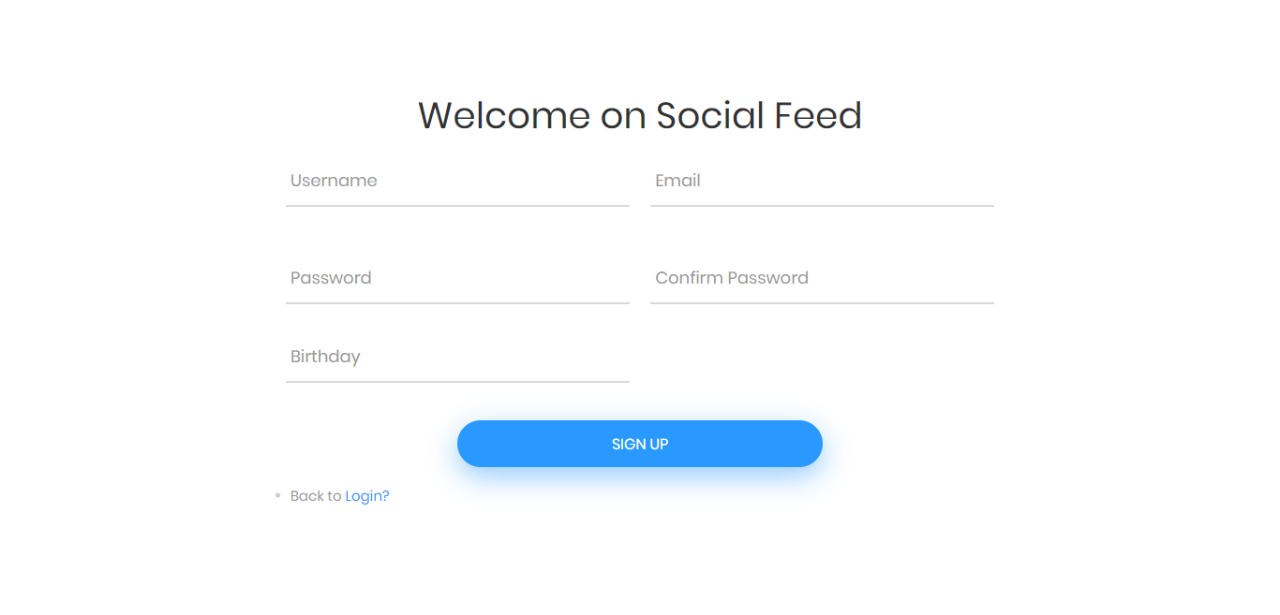 Welcome on Social Feed
Username
Email
Password
Confirm Password
Birthday
SIGN UP
Back to Login?